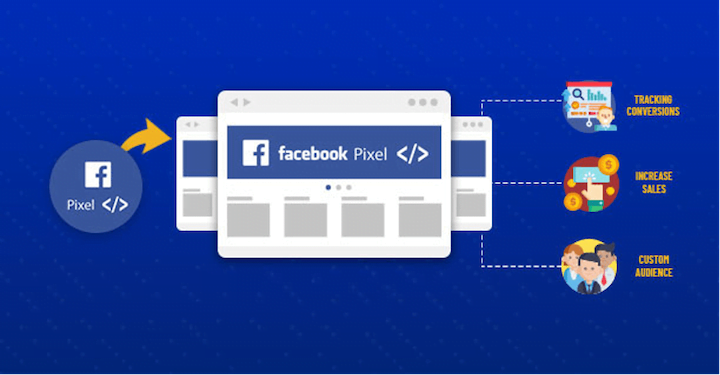 Pixel </>
facebook Pixel </>
TRACKING
CONVERSIONS
INCREASE
SALES
CUSTOM
AUDIENCE